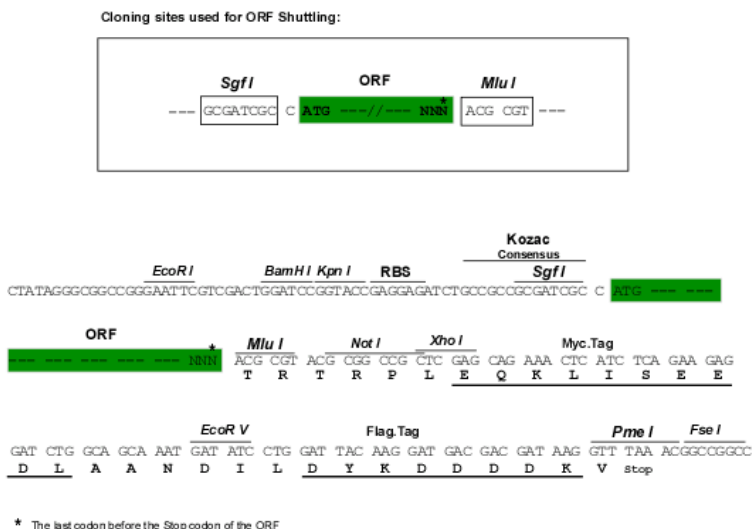 Cloning sites used for ORF Shuttling:
Sgf I ORF Mlu I
--- GCGATCGC C ATG ---//--- NNN* ACG CGT ---
Kozac
Consensus
EcoR I BamH I Kpn I RBS Sgf I
CTATAGGGCGGCCGGGAATTCGTCGACTGGATCCGGTACCGAGGAGATCTGCCGCCGCGATCGC C ATG --- ---
ORF Mlu I Not I Xho I Myc.Tag
--- --- --- --- --- --- NNN* ACG CGT ACG CGG CCG CTC GAG CAG AAA CTC ATC TCA GAA GAG
T R T R P L E Q K L I S E E
EcoR V Flag.Tag Pme I Fse I
GAT CTG GCA GCA AAT GAT ATC CTG GAT TAC AAG GAT GAC GAC GAT AAG GTT TAA ACGGCCGGCC
D L A A N D I L D Y K D D D D K V Stop
* The last codon before the Stop codon of the ORF